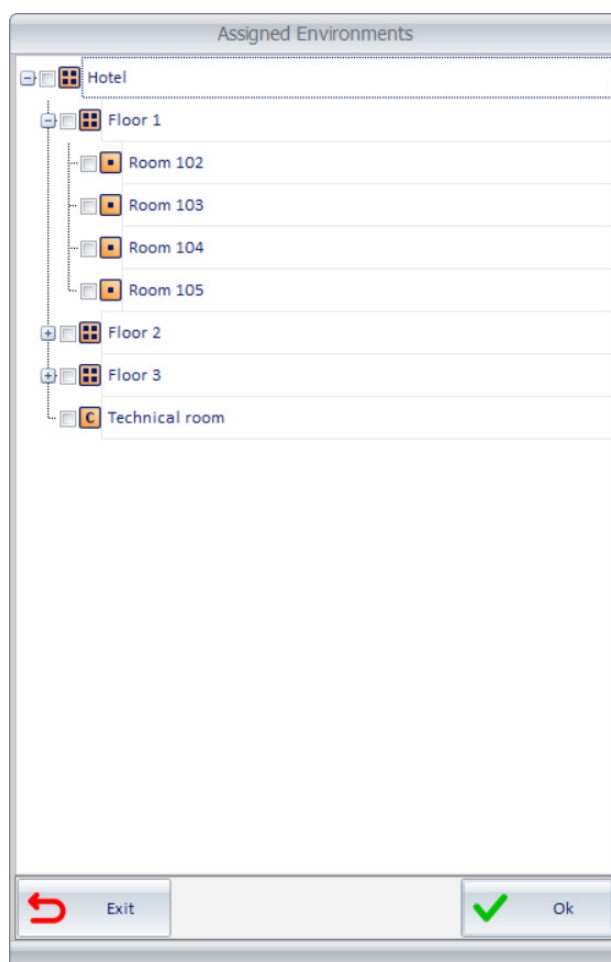 Assigned Environments
Hotel
Floor 1
Room 102
Room 103
Room 104
Room 105
Floor 2
Floor 3
C Technical room
Exit
Ok